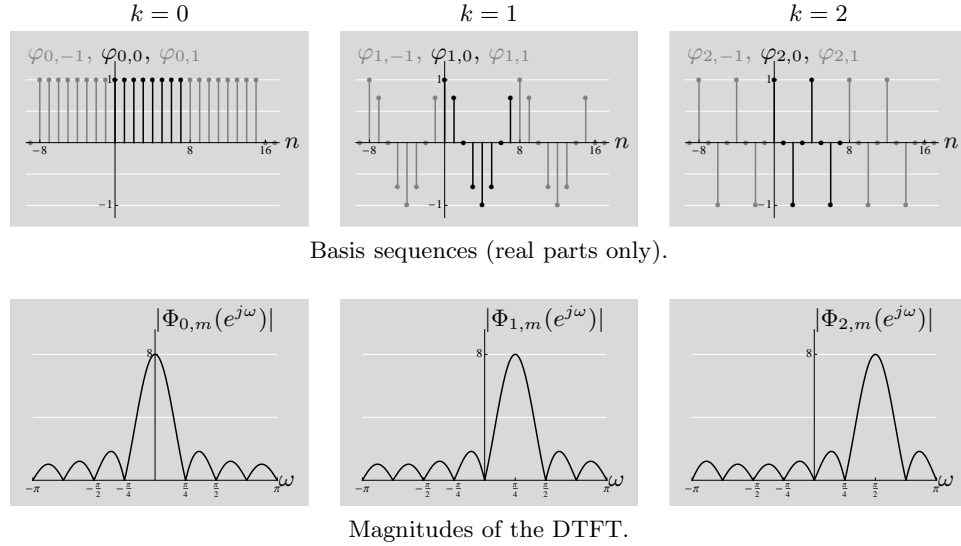 k = 0 k = 1 k = 2
φ0,−1, φ0,0, φ0,1 φ1,−1, φ1,0, φ1,1 φ2,−1, φ2,0, φ2,1
1 1 1
−8 8 16 n −8 8 16 n −8 8 16 n
−1 −1 −1
Basis sequences (real parts only).
|Φ0,m(e^{jω})| |Φ1,m(e^{jω})| |Φ2,m(e^{jω})|
8 8 8
−π −π/2 −π/4 π/4 π/2 π ω −π −π/2 −π/4 π/4 π/2 π ω −π −π/2 −π/4 π/4 π/2 π ω
Magnitudes of the DTFT.